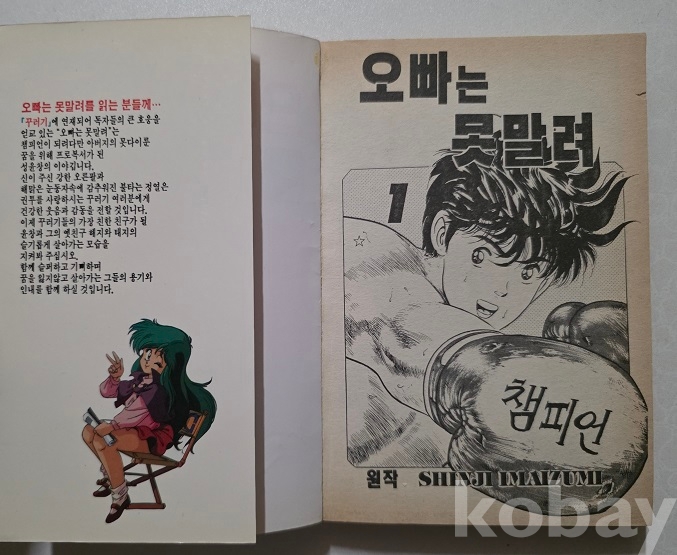 오빠는 못말려를 읽는 분들께…
「꾸러기」에 연재되어 독자들의 큰 호응을
얻고 있는 "오빠는 못말려"는
챔피언이 되려다만 아버지의 못다이룬
꿈을 위해 프로복서가 된
성윤창의 이야깁니다.
신이 주신 강한 오른팔과
해맑은 눈동자속에 감추워진 불타는 정열은
권투를 사랑하시는 꾸러기 여러분에게
건강한 웃음과 감동을 전할 것입니다.
이제 꾸러기들의 가장 친한 친구가 될
윤창과 그의 옛친구 혜지와 태지의
슬기롭게 살아가는 모습을
지켜봐 주십시오.
함께 슬퍼하고 기뻐하며
꿈을 잃지않고 살아가는 그들의 용기와
인내를 함께 하실 것입니다.
오빠는
못말려
1
챔피언
원작 SHINJI IMAIZUMI
kobay